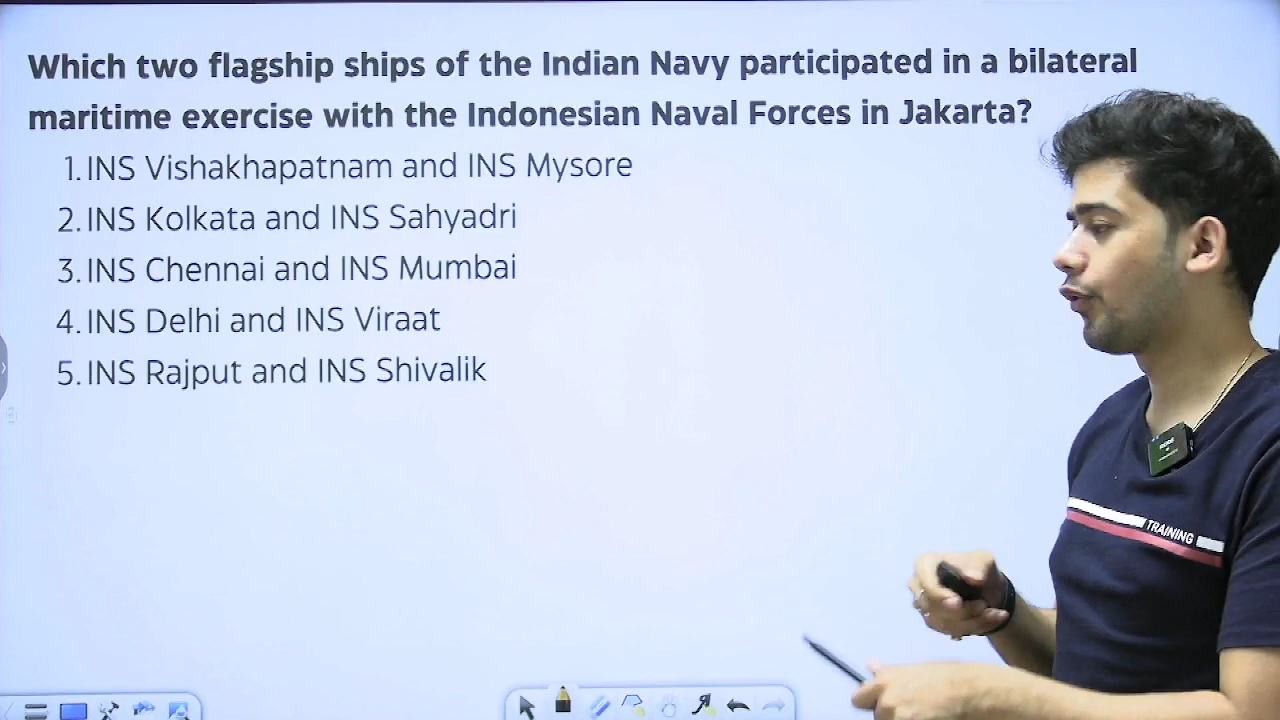 Which two flagship ships of the Indian Navy participated in a bilateral
maritime exercise with the Indonesian Naval Forces in Jakarta?
1. INS Vishakhapatnam and INS Mysore
2. INS Kolkata and INS Sahyadri
3. INS Chennai and INS Mumbai
4. INS Delhi and INS Viraat
5. INS Rajput and INS Shivalik
TRAINING